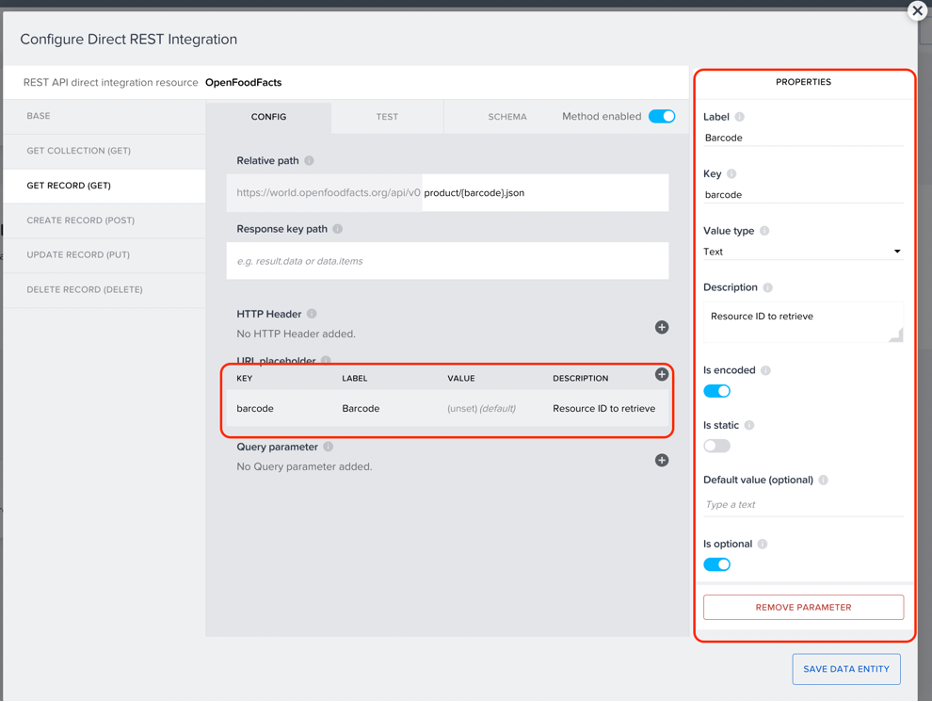 Configure Direct REST Integration
REST API direct integration resource OpenFoodFacts
BASE
GET COLLECTION (GET)
GET RECORD (GET)
CREATE RECORD (POST)
UPDATE RECORD (PUT)
DELETE RECORD (DELETE)
CONFIG TEST SCHEMA Method enabled
Relative path
https://world.openfoodfacts.org/api/v0 product/{barcode}.json
Response key path
e.g. result.data or data.items
HTTP Header
No HTTP Header added.
URL placeholder
KEY LABEL VALUE DESCRIPTION
barcode Barcode (unset) (default) Resource ID to retrieve
Query parameter
No Query parameter added.
PROPERTIES
Label
Barcode
Key
barcode
Value type
Text
Description
Resource ID to retrieve
Is encoded
Is static
Default value (optional)
Type a text
Is optional
REMOVE PARAMETER
SAVE DATA ENTITY